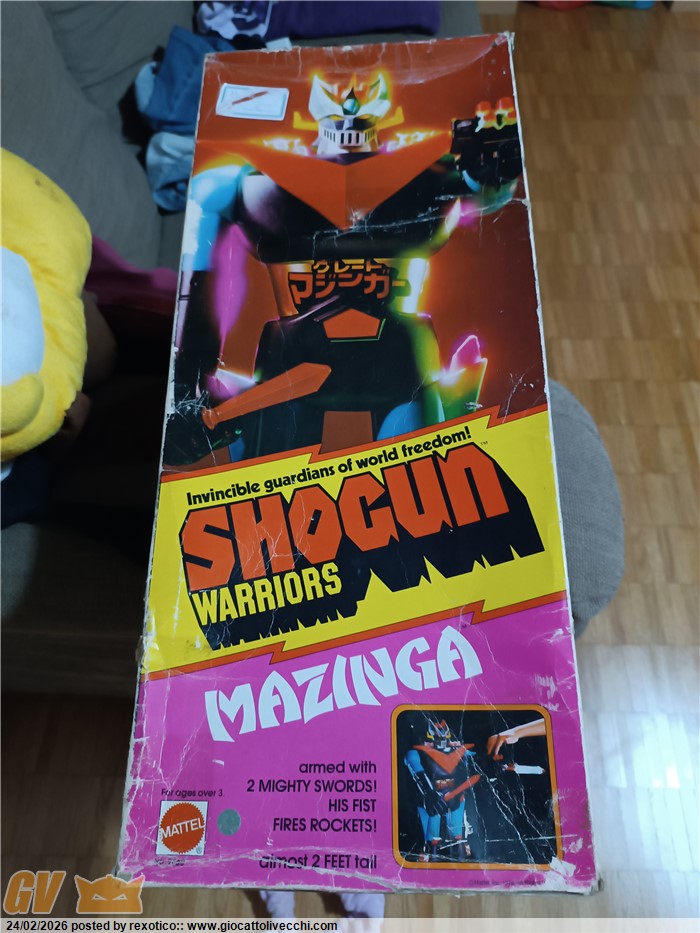 グレート
マジンガー
Invincible guardians of world freedom!
SHOGUN
WARRIORS
MAZINGA
armed with
2 MIGHTY SWORDS!
HIS FIST
FIRES ROCKETS!
almost 2 FEET tall
For ages over 3
MATTEL
GV
24/02/2026 posted by rexotico:: www.giocattolivecchi.com